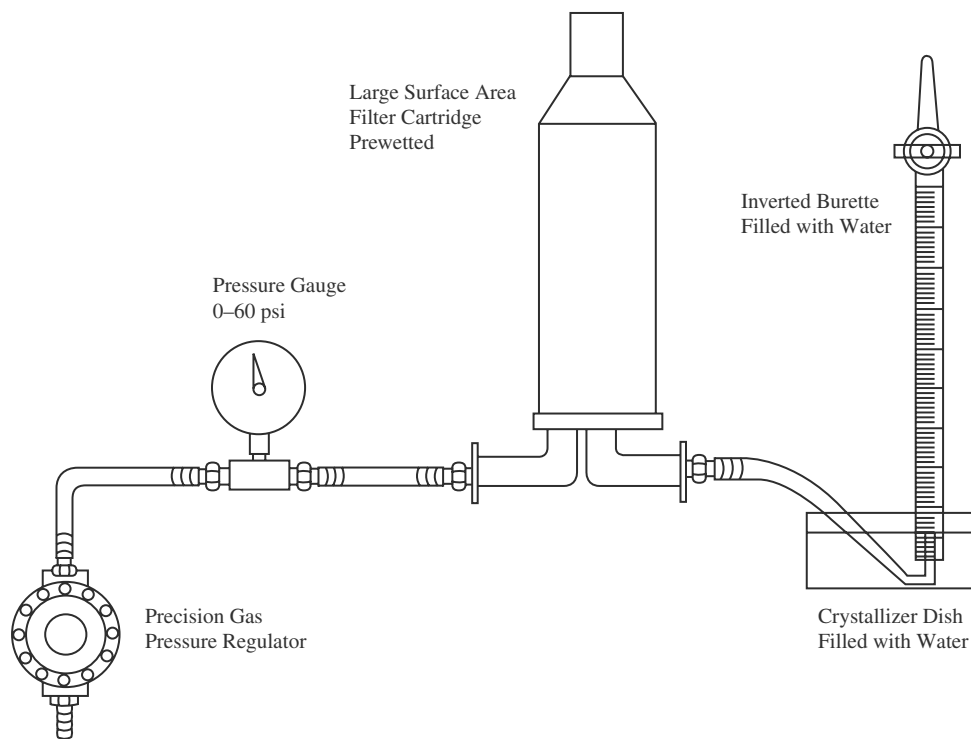 Large Surface Area
Filter Cartridge
Prewetted
Inverted Burette
Filled with Water
Pressure Gauge
0–60 psi
Precision Gas
Pressure Regulator
Crystallizer Dish
Filled with Water